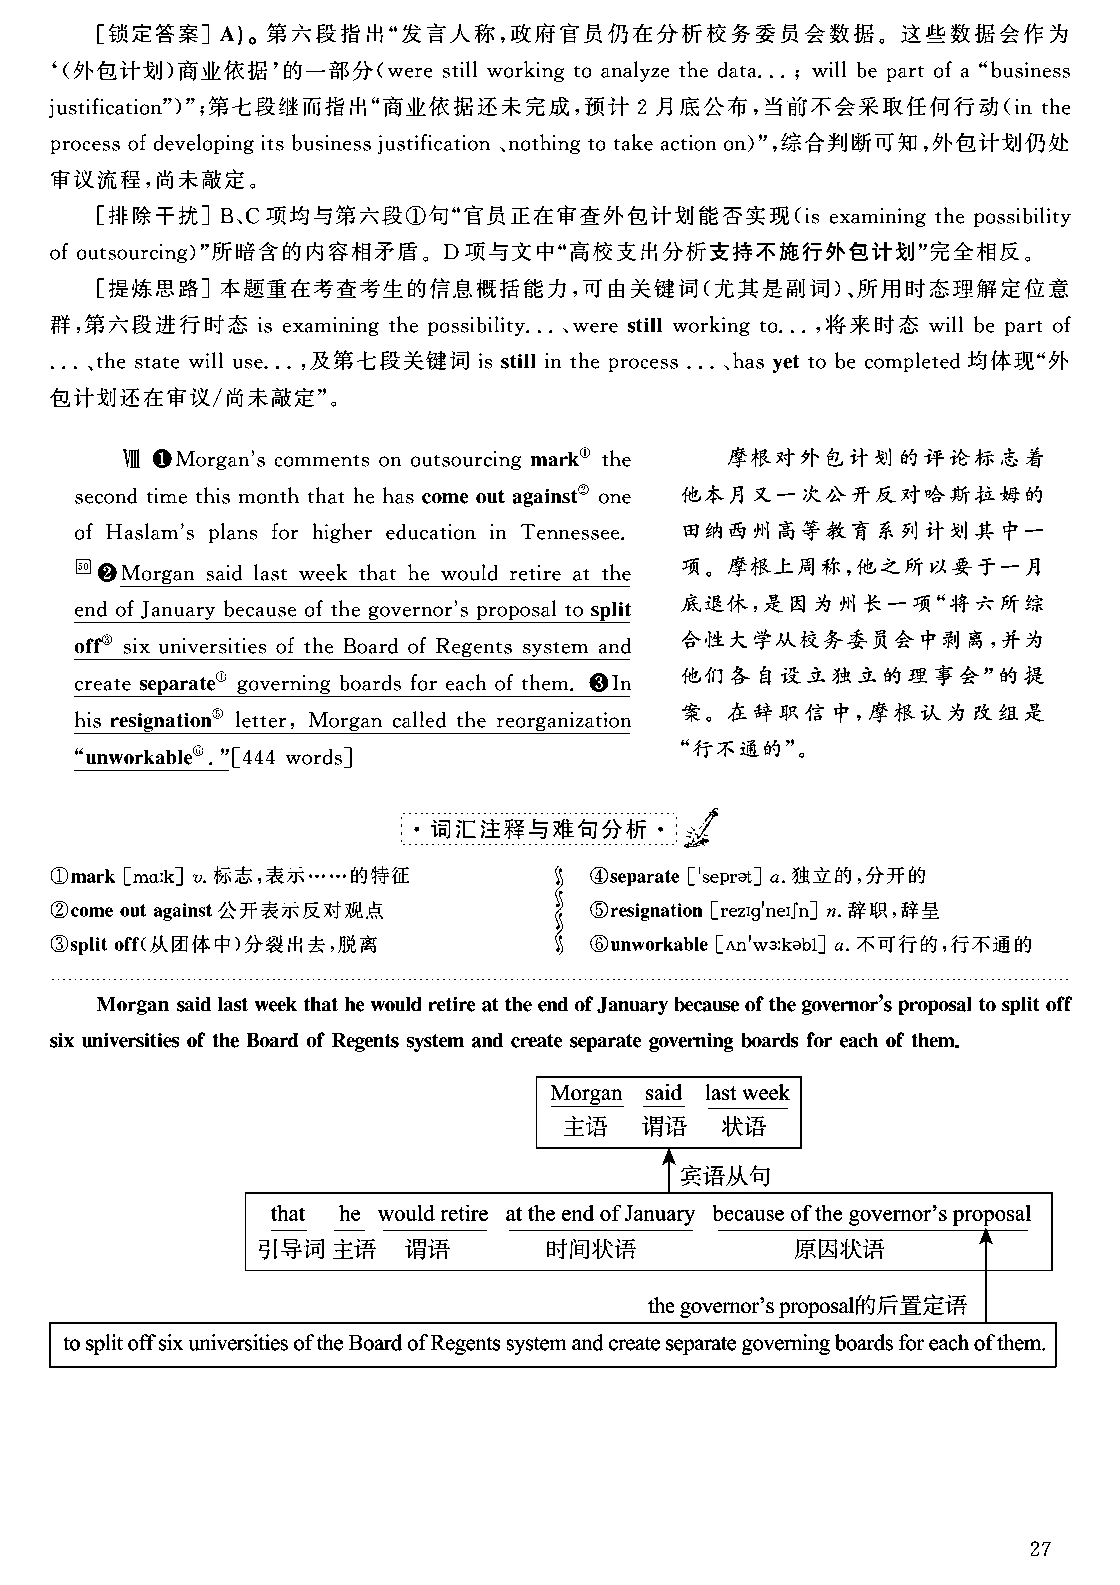 [锁定答案] A)。第六段指出“发言人称,政府官员仍在分析校务委员会数据。这些数据会作为
‘(外包计划)商业依据’的一部分(were still working to analyze the data...; will be part of a “business
justification”)”;第七段继而指出“商业依据还未完成,预计 2 月底公布,当前不会采取任何行动(in the
process of developing its business justification 、nothing to take action on)”,综合判断可知,外包计划仍处
审议流程,尚未敲定。
[排除干扰] B、C 项均与第六段①句“官员正在审查外包计划能否实现(is examining the possibility
of outsourcing)”所暗含的内容相矛盾。D 项与文中“高校支出分析支持不施行外包计划”完全相反。
[提炼思路] 本题重在考查考生的信息概括能力,可由关键词(尤其是副词)、所用时态理解定位意
群,第六段进行时态 is examining the possibility...、were still working to...,将来时态 will be part of
...、the state will use...,及第七段关键词 is still in the process ...、has yet to be completed 均体现“外
包计划还在审议/尚未敲定”。
Ⅷ ❶Morgan's comments on outsourcing mark① the
second time this month that he has come out against② one
of Haslam's plans for higher education in Tennessee.
50 ❷Morgan said last week that he would retire at the
end of January because of the governor's proposal to split
off③ six universities of the Board of Regents system and
create separate④ governing boards for each of them. ❸In
his resignation⑤ letter, Morgan called the reorganization
“unworkable⑥.”[444 words]
摩根对外包计划的评论标志着
他本月又一次公开反对哈斯拉姆的
田纳西州高等教育系列计划其中一
项。摩根上周称,他之所以要于一月
底退休,是因为州长一项“将六所综
合性大学从校务委员会中剥离,并为
他们各自设立独立的理事会”的提
案。在辞职信中,摩根认为改组是
“行不通的”。
·词汇注释与难句分析·
①mark [mɑːk] v. 标志,表示……的特征
②come out against 公开表示反对观点
③split off(从团体中)分裂出去,脱离
④separate [ˈseprət] a. 独立的,分开的
⑤resignation [rezɪɡˈneɪʃn] n. 辞职,辞呈
⑥unworkable [ʌnˈwɜːkəbl] a. 不可行的,行不通的
Morgan said last week that he would retire at the end of January because of the governor's proposal to split off
six universities of the Board of Regents system and create separate governing boards for each of them.
Morgan said last week
主语 谓语 状语
宾语从句
that he would retire at the end of January because of the governor's proposal
引导词 主语 谓语 时间状语 原因状语
the governor's proposal的后置定语
to split off six universities of the Board of Regents system and create separate governing boards for each of them.
27